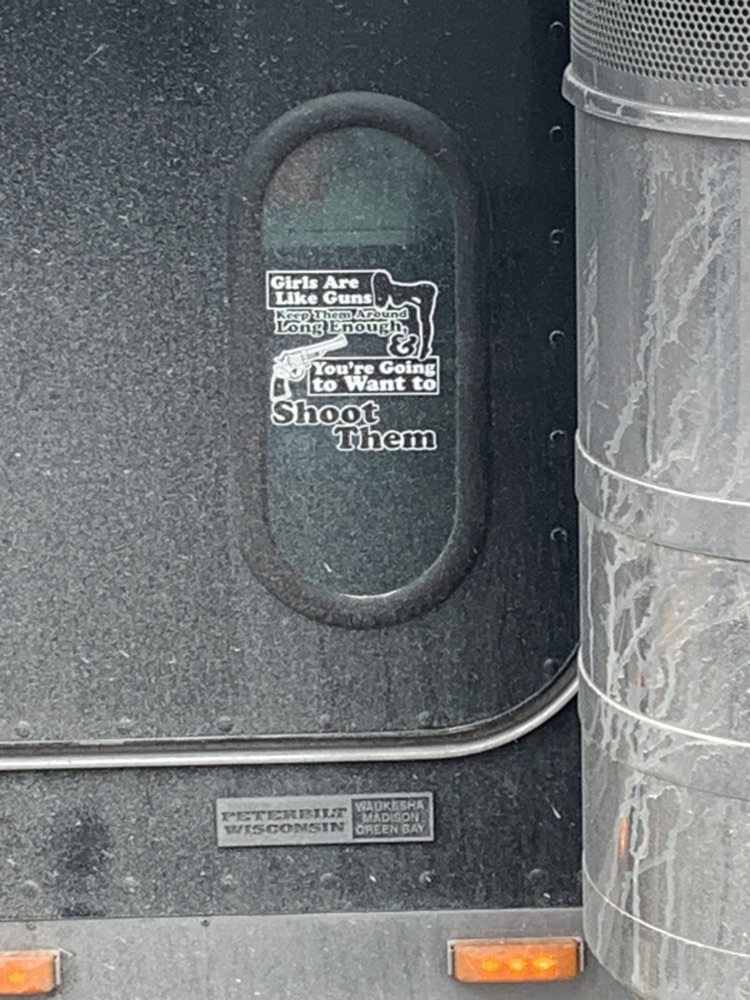 Girls Are
Like Guns
Keep Them Around
Long Enough,
&
You're Going
to Want to
Shoot
Them
PETERBILT
WISCONSIN
WAUKESHA
MADISON
GREEN BAY